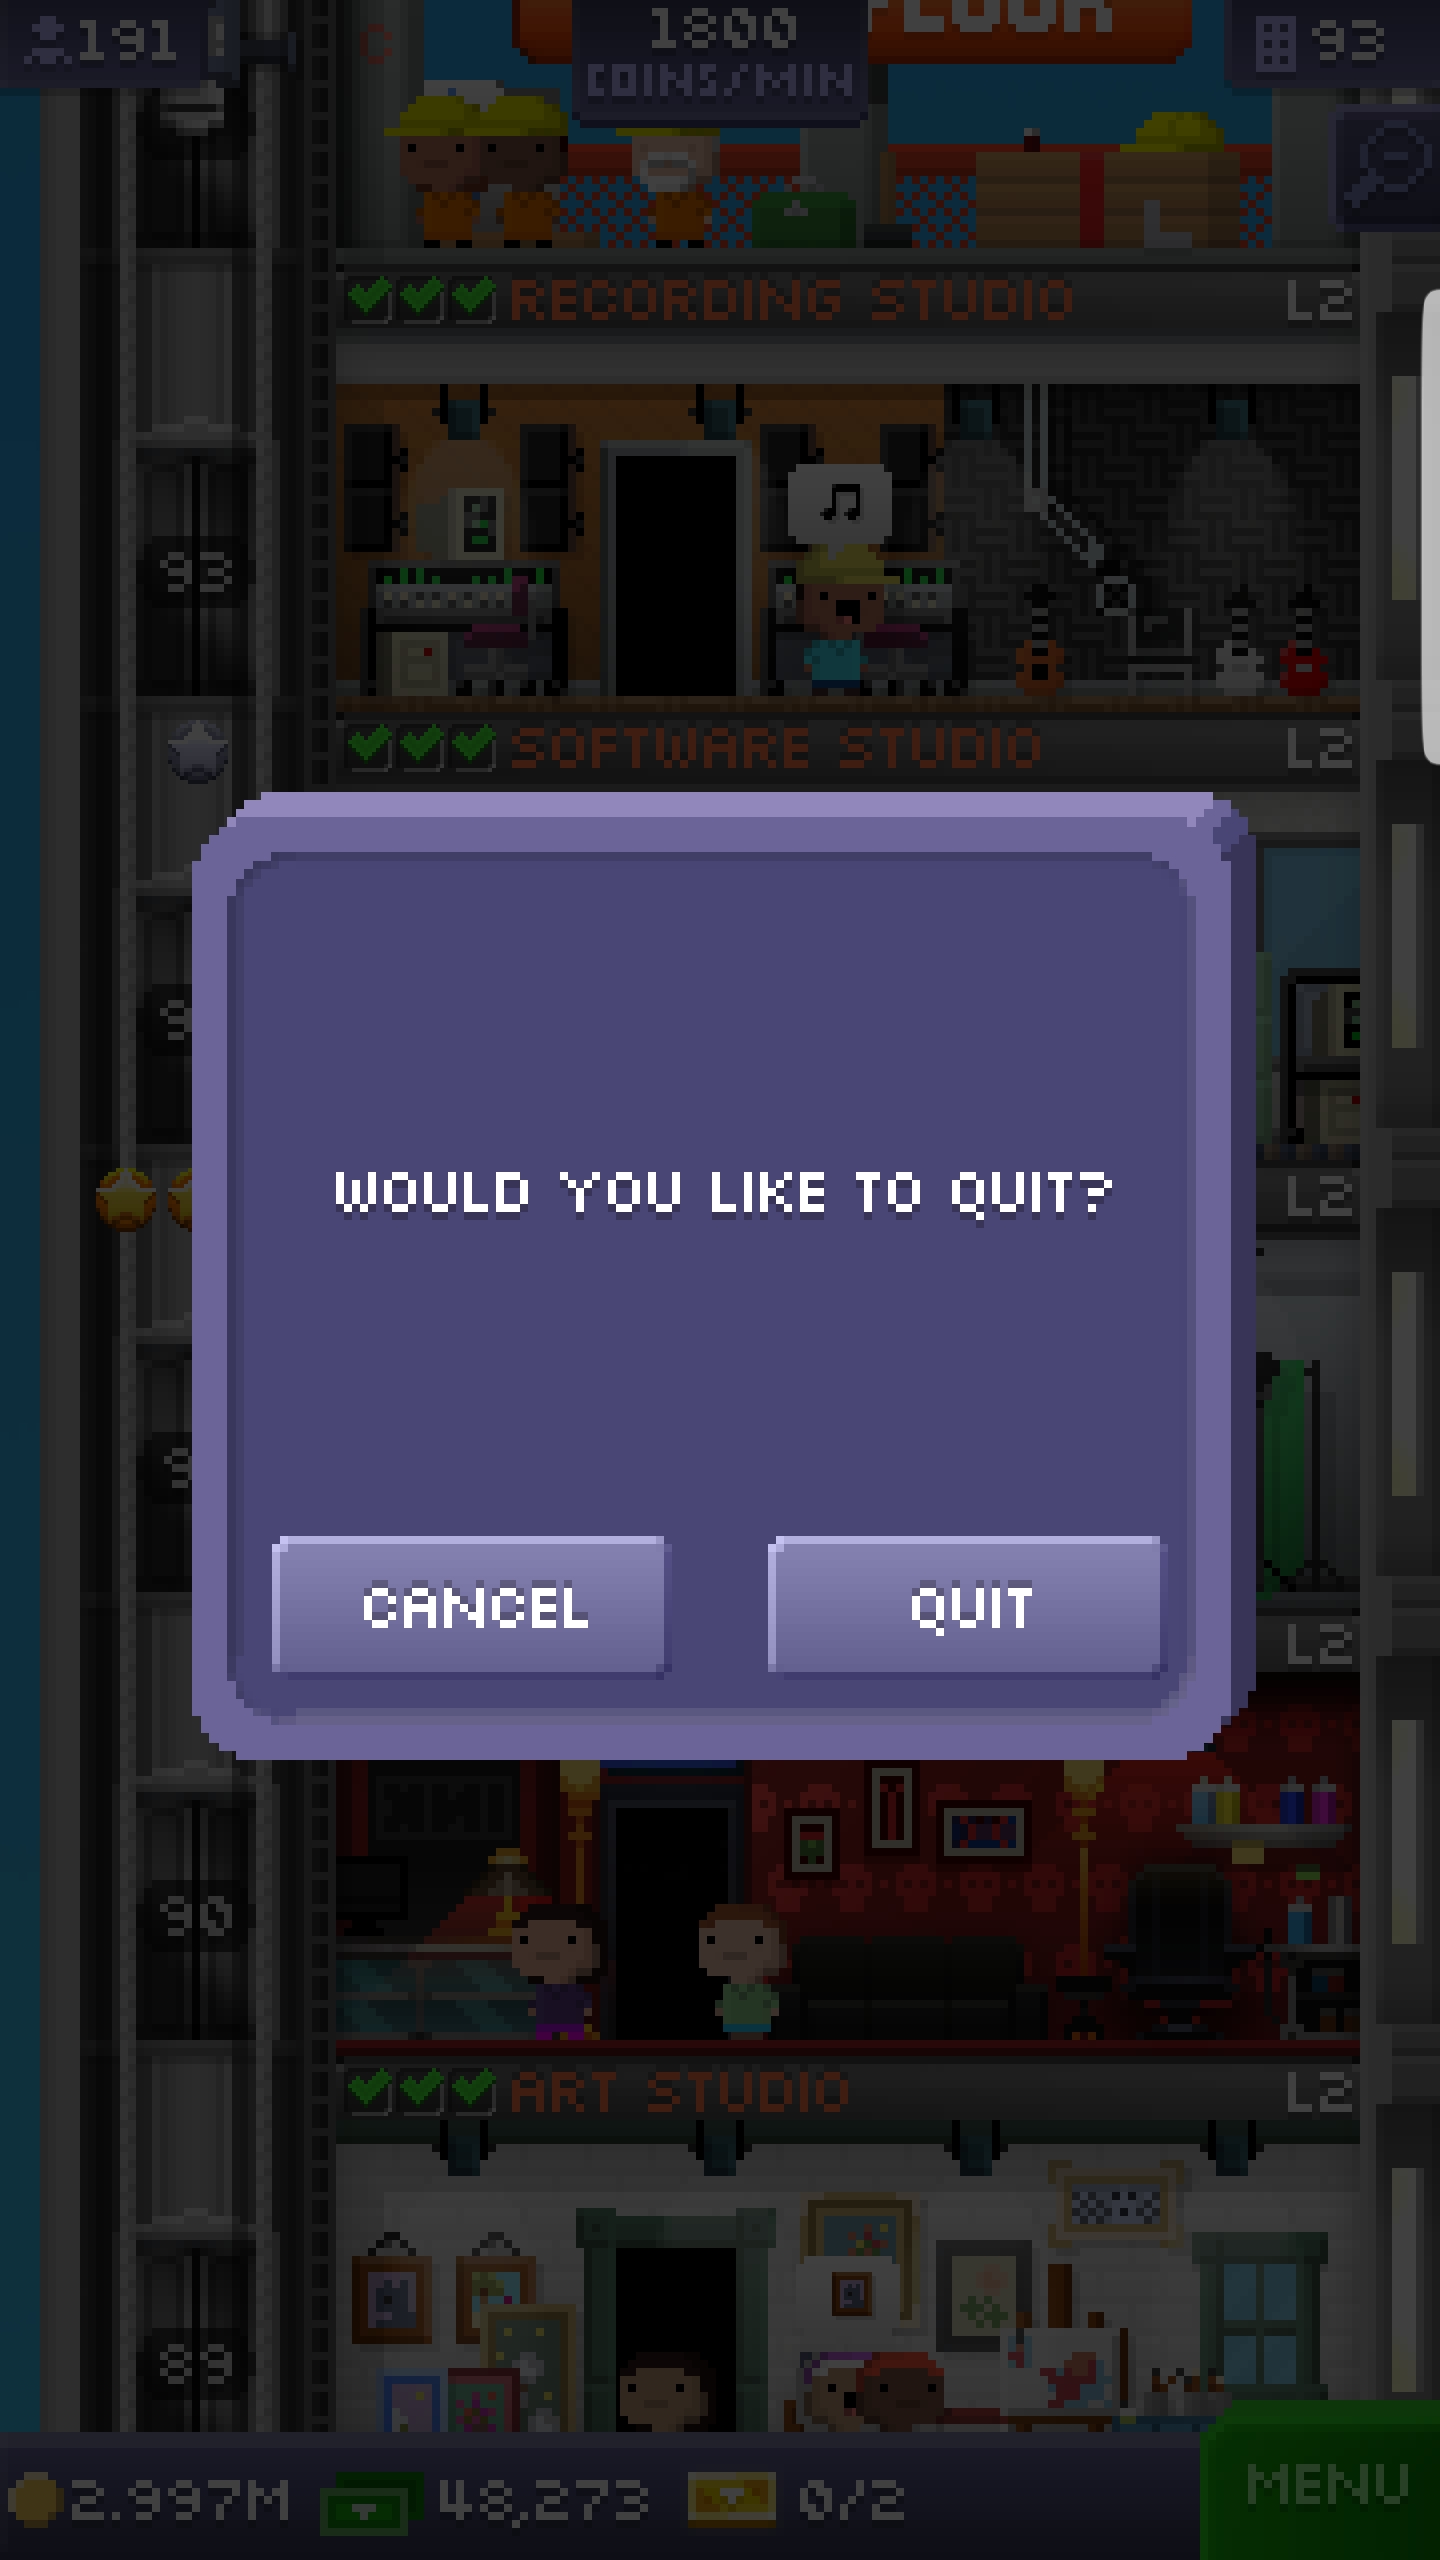 191
1800
COINS/MIN
FLOOR
93
RECORDING STUDIO
L2
93
SOFTWARE STUDIO
L2
L2
WOULD YOU LIKE TO QUIT?
CANCEL
QUIT
L2
90
ART STUDIO
L2
89
2.997M
48,273
0/2
MENU